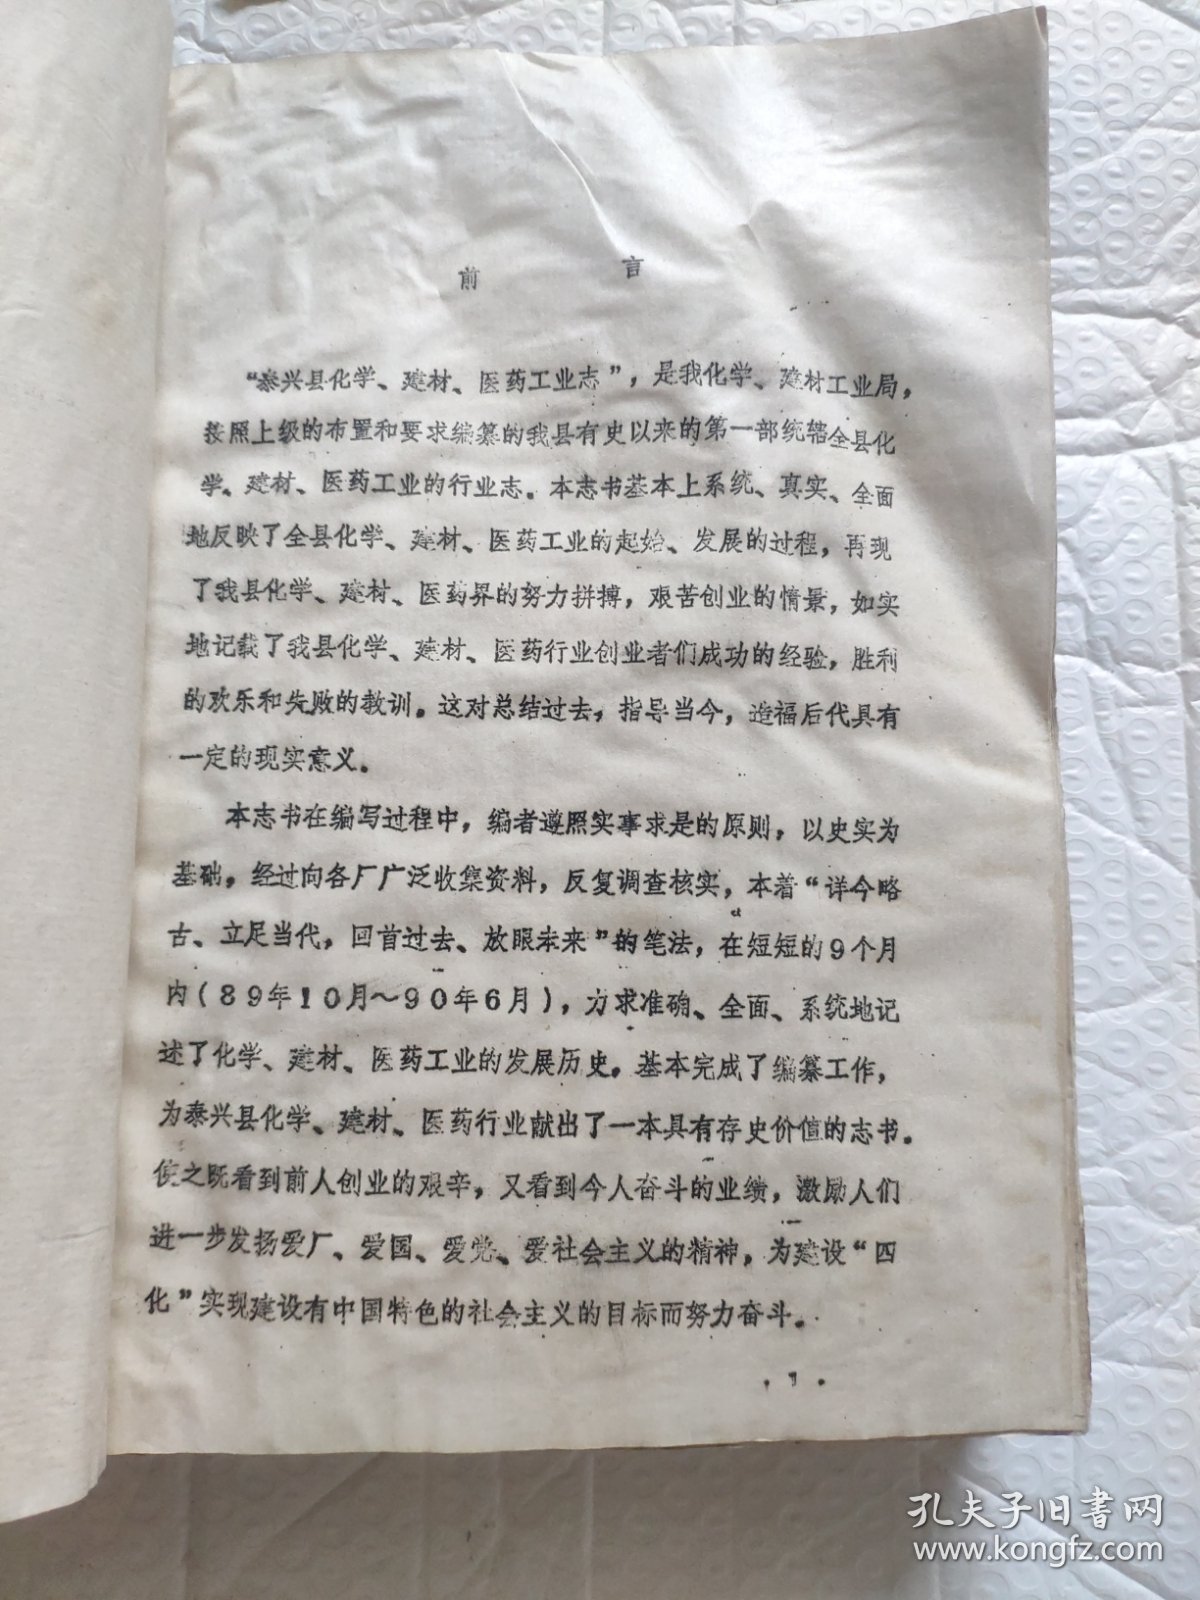 前 言
“泰兴县化学、建材、医药工业志”，是我化学、建材工业局，
按照上级的布置和要求编纂的我县有史以来的第一部统辖全县化
学、建材、医药工业的行业志。本志书基本上系统、真实、全面
地反映了全县化学、建材、医药工业的起始、发展的过程，再现
了我县化学、建材、医药界的努力拼搏，艰苦创业的情景，如实
地记载了我县化学、建材、医药行业创业者们成功的经验，胜利
的欢乐和失败的教训。这对总结过去，指导当今，造福后代具有
一定的现实意义。
本志书在编写过程中，编者遵照实事求是的原则，以史实为
基础，经过向各厂广泛收集资料，反复调查核实，本着“详今略
古、立足当代，回首过去、放眼未来”的笔法，在短短的9个月
内（89年10月～90年6月），力求准确、全面、系统地记
述了化学、建材、医药工业的发展历史。基本完成了编纂工作，
为泰兴县化学、建材、医药行业献出了一本具有存史价值的志书。
使之既看到前人创业的艰辛，又看到今人奋斗的业绩，激励人们
进一步发扬爱厂、爱国、爱党、爱社会主义的精神，为建设“四
化”实现建设有中国特色的社会主义的目标而努力奋斗。
·1·
孔夫子旧书网
www.kongfz.com